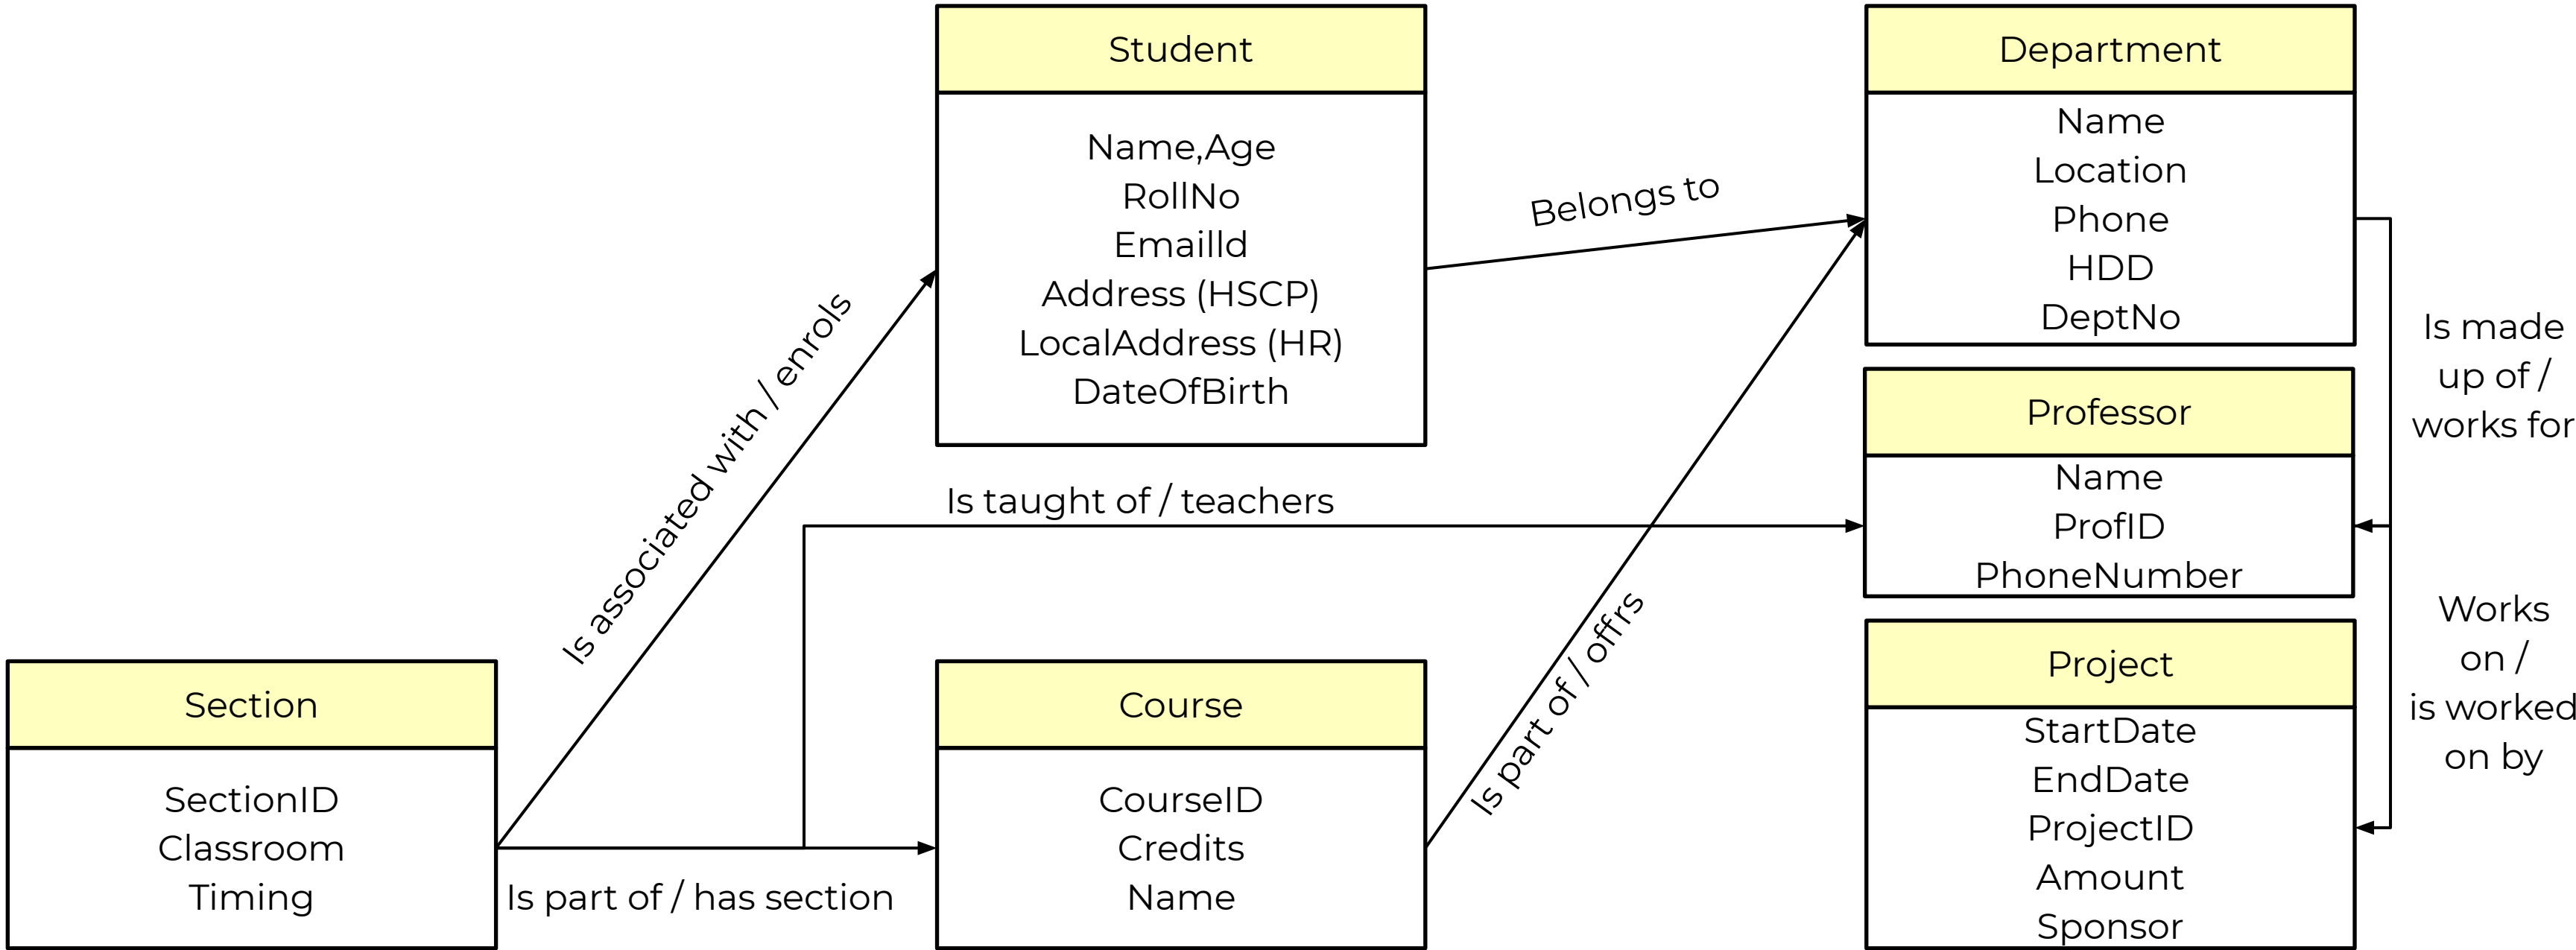 Student
Name,Age
RollNo
EmailId
Address (HSCP)
LocalAddress (HR)
DateOfBirth
Department
Name
Location
Phone
HDD
DeptNo
Belongs to
Is made
up of /
works for
Professor
Name
ProfID
PhoneNumber
Is associated with / enrols
Is taught of / teachers
Is part of / offrs
Works
on /
is worked
on by
Section
SectionID
Classroom
Timing
Is part of / has section
Course
CourseID
Credits
Name
Project
StartDate
EndDate
ProjectID
Amount
Sponsor